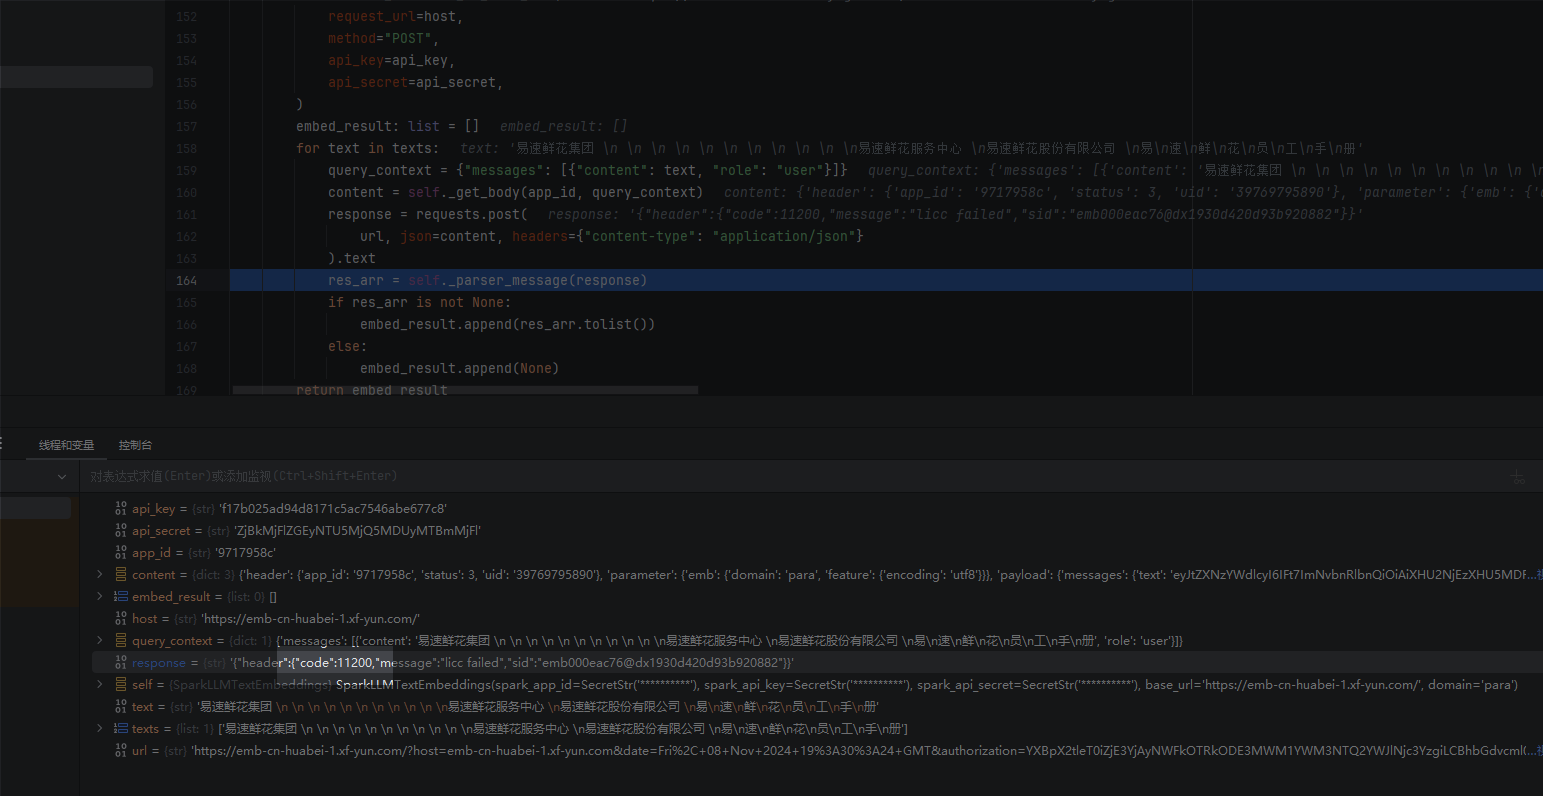 152 request_url=host,
153 method="POST",
154 api_key=api_key,
155 api_secret=api_secret,
156 )
157 embed_result: list = [] embed_result: []
158 for text in texts: text: '易速鲜花集团 \n \n \n \n \n \n \n \n \n \n \n易速鲜花服务中心 \n易速鲜花股份有限公司 \n易\n速\n鲜\n花\n员\n工\n手\n册'
159 query_context = {"messages": [{"content": text, "role": "user"}]} query_context: {'messages': [{'content': '易速鲜花集团 \n \n \n \n \n \n \n \n \n \n \n
160 content = self._get_body(app_id, query_context) content: {'header': {'app_id': '9717958c', 'status': 3, 'uid': '39769795890'}, 'parameter': {'emb': {'
161 response = requests.post( response: '{"header":{"code":11200,"message":"licc failed","sid":"emb000eac76@dx1930d420d93b920882"}}'
162 url, json=content, headers={"content-type": "application/json"}
163 ).text
164 res_arr = self._parser_message(response)
165 if res_arr is not None:
166 embed_result.append(res_arr.tolist())
167 else:
168 embed_result.append(None)
169 return embed_result
线程和变量 控制台
对表达式求值(Enter)或添加监视(Ctrl+Shift+Enter)
api_key = {str} 'f17b025ad94d8171c5ac7546abe677c8'
api_secret = {str} 'ZjBkMjFlZGEyNTU5MjQ5MDUyMTBmMjFl'
app_id = {str} '9717958c'
content = {dict: 3} {'header': {'app_id': '9717958c', 'status': 3, 'uid': '39769795890'}, 'parameter': {'emb': {'domain': 'para', 'feature': {'encoding': 'utf8'}}}, 'payload': {'messages': {'text': 'eyJtZXNzYWdlcyI6IFt7ImNvbnRlbnQiOiAiXHU2NjEzXHU5MDF...
embed_result = {list: 0} []
host = {str} 'https://emb-cn-huabei-1.xf-yun.com/'
query_context = {dict: 1} {'messages': [{'content': '易速鲜花集团 \n \n \n \n \n \n \n \n \n \n \n易速鲜花服务中心 \n易速鲜花股份有限公司 \n易\n速\n鲜\n花\n员\n工\n手\n册', 'role': 'user'}]}
response = {str} '{"header":{"code":11200,"message":"licc failed","sid":"emb000eac76@dx1930d420d93b920882"}}'
self = {SparkLLMTextEmbeddings} SparkLLMTextEmbeddings(spark_app_id=SecretStr('**********'), spark_api_key=SecretStr('**********'), spark_api_secret=SecretStr('**********'), base_url='https://emb-cn-huabei-1.xf-yun.com/', domain='para')
text = {str} '易速鲜花集团 \n \n \n \n \n \n \n \n \n \n \n易速鲜花服务中心 \n易速鲜花股份有限公司 \n易\n速\n鲜\n花\n员\n工\n手\n册'
texts = {list: 1} ['易速鲜花集团 \n \n \n \n \n \n \n \n \n \n \n易速鲜花服务中心 \n易速鲜花股份有限公司 \n易\n速\n鲜\n花\n员\n工\n手\n册']
url = {str} 'https://emb-cn-huabei-1.xf-yun.com/?host=emb-cn-huabei-1.xf-yun.com&date=Fri%2C+08+Nov+2024+19%3A30%3A24+GMT&authorization=YXBpX2tleT0iZjE3YjAyNWFkOTRkODE3MWM1YWM3NTQ2YWJlNjc3YzgiLCBhbGdvcml0...